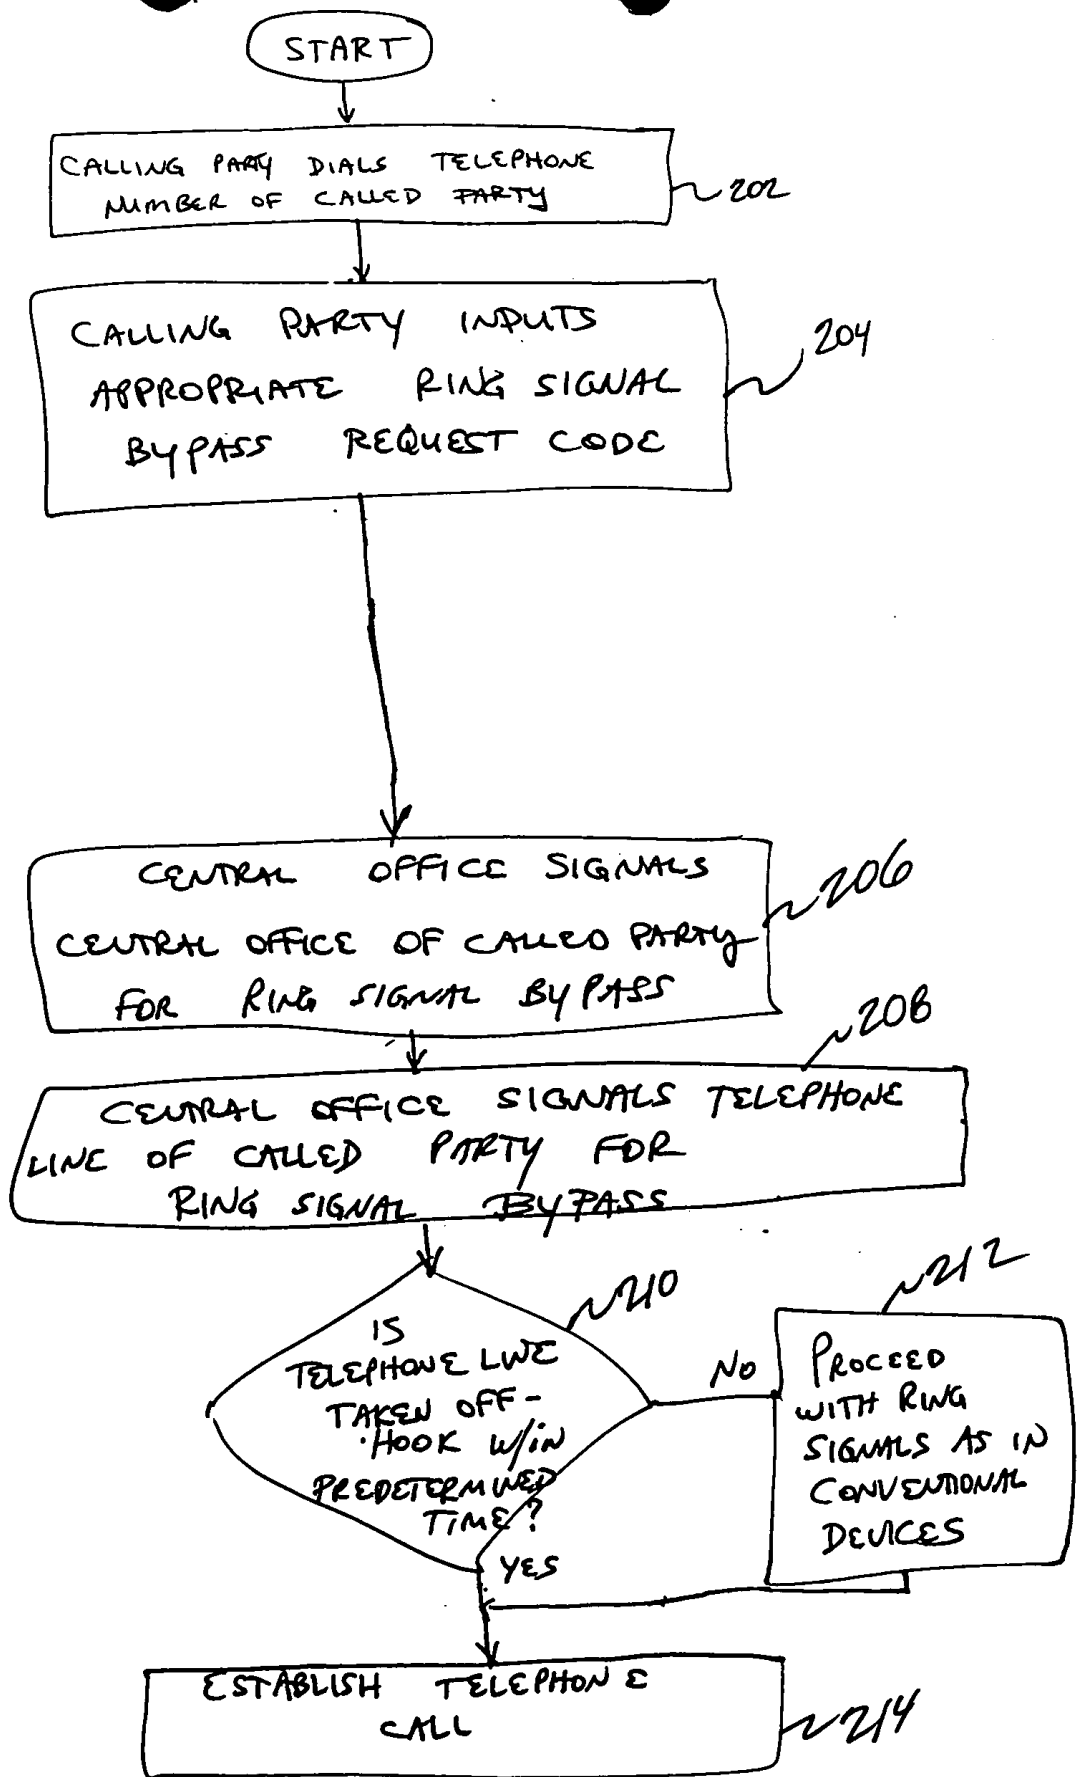 START
CALLING PARTY DIALS TELEPHONE
NUMBER OF CALLED PARTY
202
CALLING PARTY INPUTS
APPROPRIATE RING SIGNAL
BYPASS REQUEST CODE
204
CENTRAL OFFICE SIGNALS
CENTRAL OFFICE OF CALLED PARTY
FOR RING SIGNAL BYPASS
206
208
CENTRAL OFFICE SIGNALS TELEPHONE
LINE OF CALLED PARTY FOR
RING SIGNAL BYPASS
210
IS
TELEPHONE LINE
TAKEN OFF-
HOOK W/IN
PREDETERMINED
TIME?
NO
YES
212
PROCEED
WITH RING
SIGNALS AS IN
CONVENTIONAL
DEVICES
ESTABLISH TELEPHONE
CALL
214